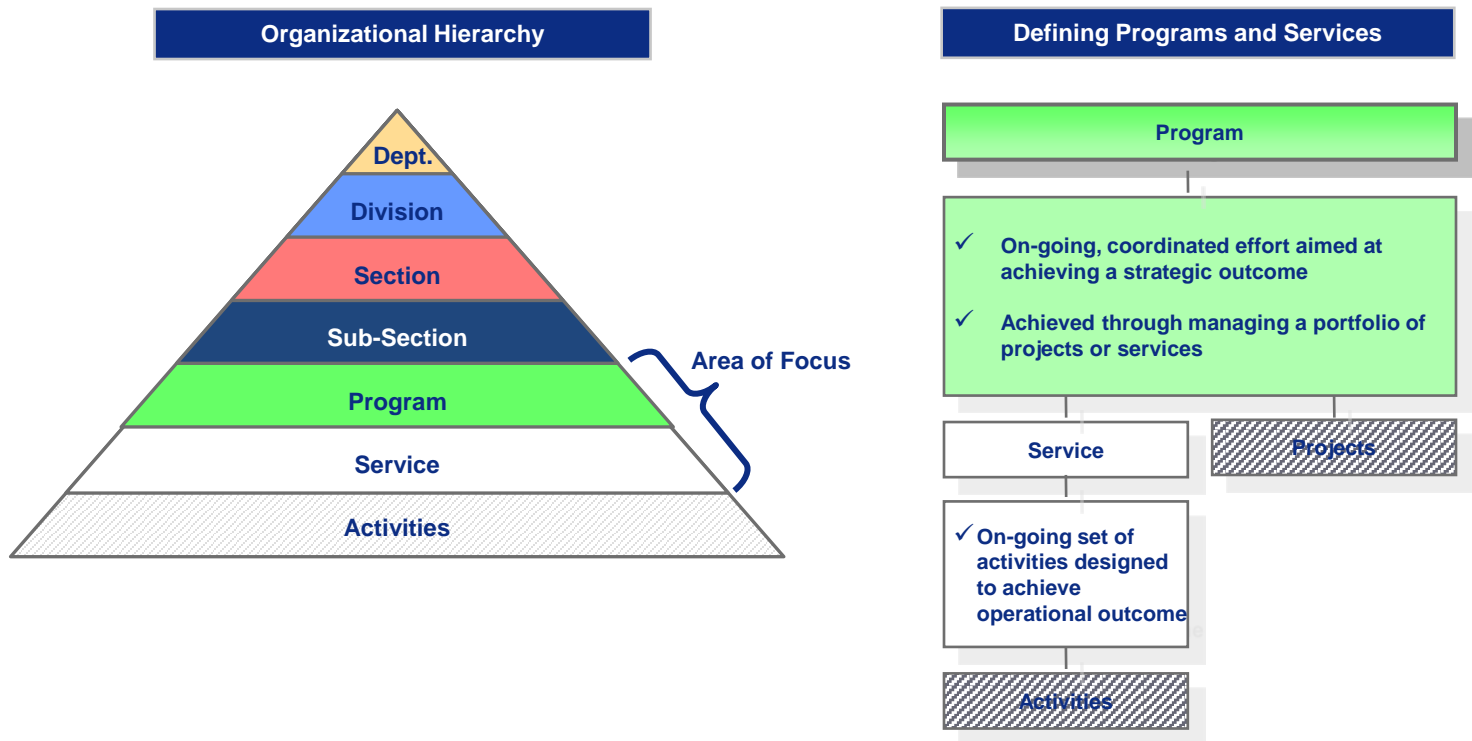 Organizational Hierarchy
Dept.
Division
Section
Sub-Section
Program
Service
Activities
Area of Focus
Defining Programs and Services
Program
✓ On-going, coordinated effort aimed at
achieving a strategic outcome
✓ Achieved through managing a portfolio of
projects or services
Service
Projects
✓ On-going set of
activities designed
to achieve
operational outcome
Activities